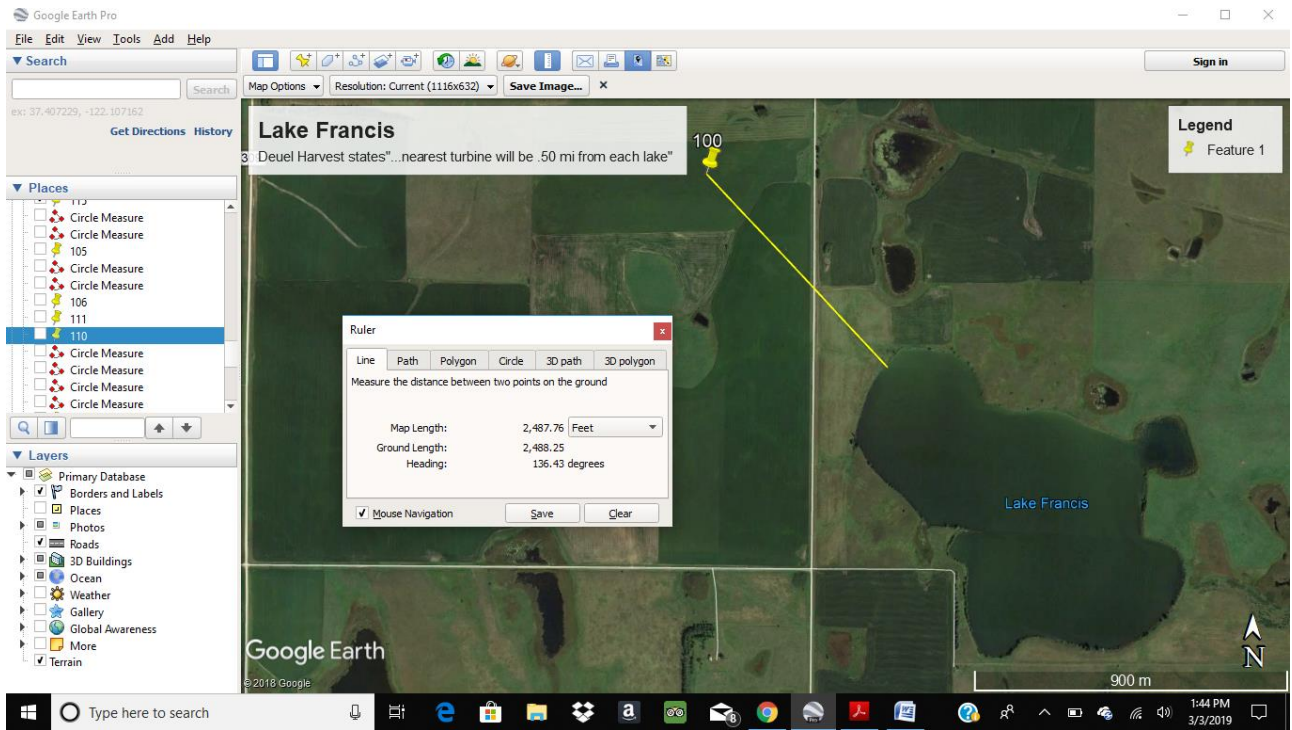 Google Earth Pro
File Edit View Tools Add Help
Search
Search
ex: 37.407229, -122.107162
Get Directions History
Places
115
Circle Measure
Circle Measure
105
Circle Measure
Circle Measure
106
111
110
Circle Measure
Circle Measure
Circle Measure
Circle Measure
Layers
Primary Database
Borders and Labels
Places
Photos
Roads
3D Buildings
Ocean
Weather
Gallery
Global Awareness
More
Terrain
Sign in
Map Options Resolution: Current (1116x632) Save Image...
Lake Francis
3 Deuel Harvest states"...nearest turbine will be .50 mi from each lake"
100
Legend
Feature 1
Ruler
Line Path Polygon Circle 3D path 3D polygon
Measure the distance between two points on the ground
Map Length: 2,487.76 Feet
Ground Length: 2,488.25
Heading: 136.43 degrees
Mouse Navigation Save Clear
Lake Francis
Google Earth
© 2018 Google
900 m
N
Type here to search
a
8
1:44 PM
3/3/2019